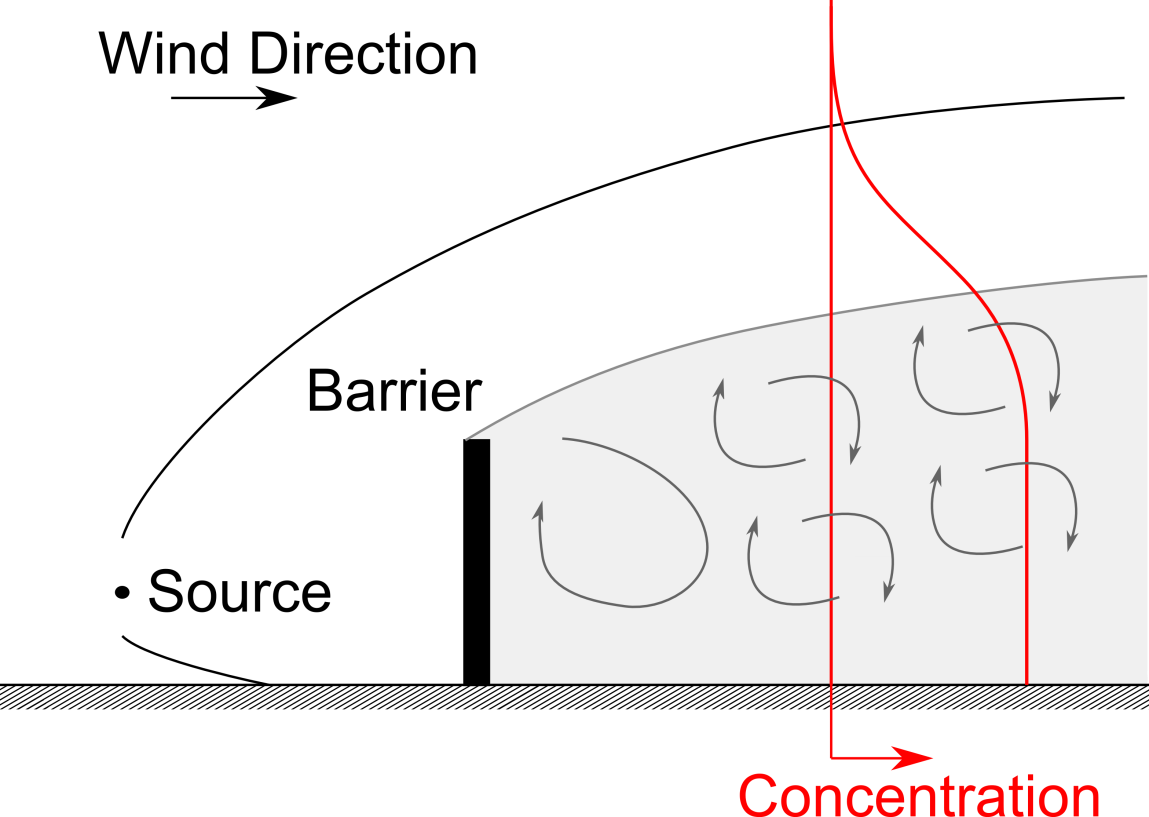 Wind Direction
Barrier
Source
Concentration